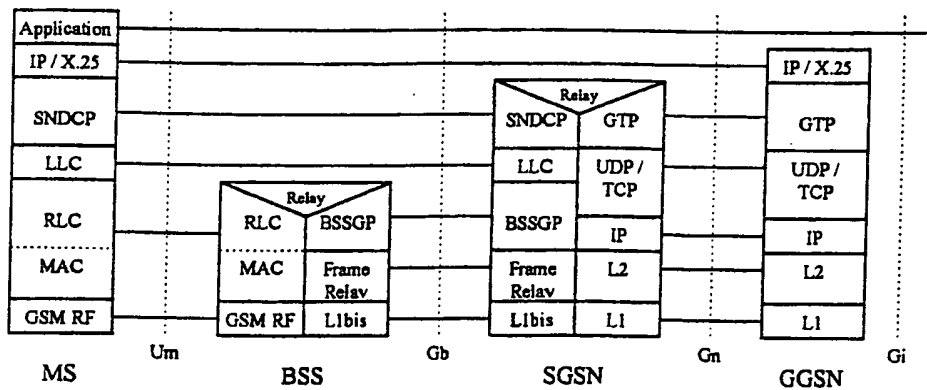 Application
IP / X.25
IP / X.25
Relay
SNDCP
SNDCP
GTP
GTP
LLC
LLC
UDP /
TCP
UDP /
TCP
Relay
RLC
RLC
BSSGP
BSSGP
IP
IP
MAC
MAC
Frame
Relay
Frame
Relay
L2
L2
GSM RF
GSM RF
L1bis
L1bis
L1
L1
Um
Gb
Gn
Gi
MS
BSS
SGSN
GGSN